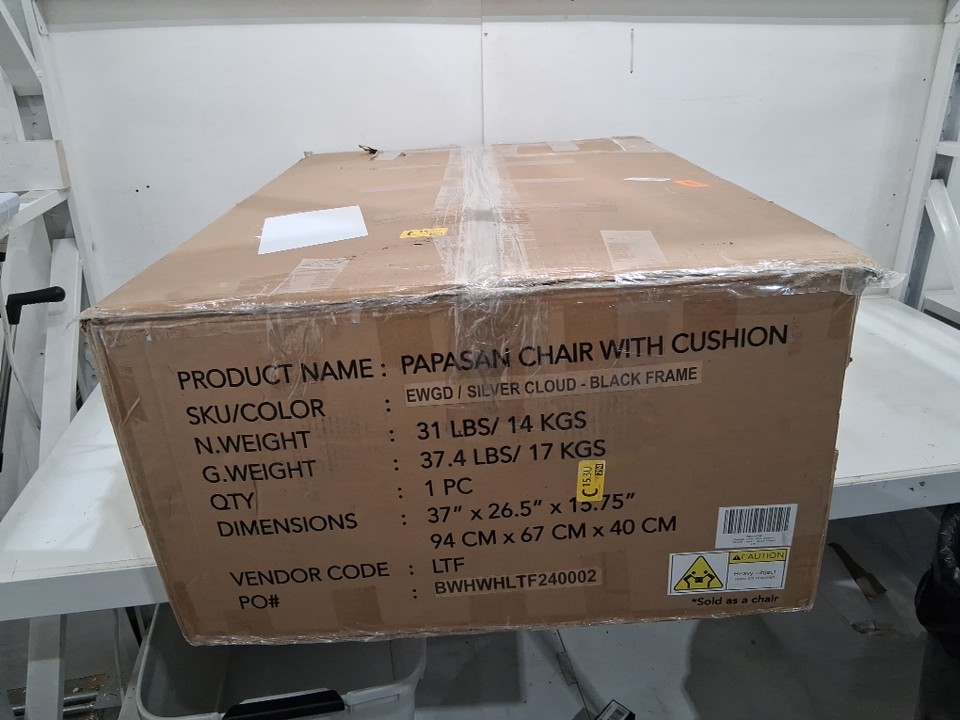 PRODUCT NAME : PAPASAN CHAIR WITH CUSHION
SKU/COLOR : EWGD / SILVER CLOUD - BLACK FRAME
N.WEIGHT : 31 LBS/ 14 KGS
G.WEIGHT : 37.4 LBS/ 17 KGS
QTY : 1 PC
DIMENSIONS : 37" x 26.5" x 15.75"
94 CM x 67 CM x 40 CM
VENDOR CODE : LTF
PO# : BWHWHLTF240002
C 15.30
CAUTION
*Sold as a chair